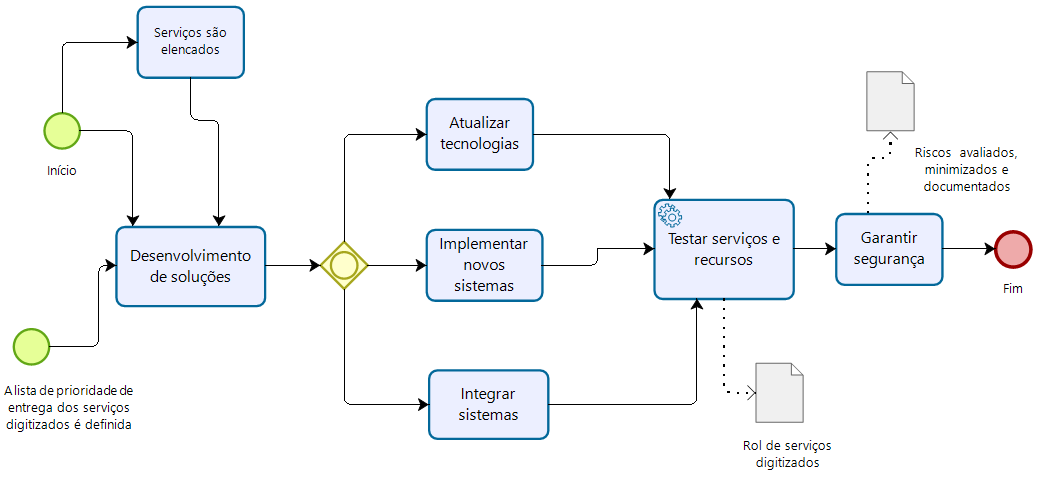 Serviços são
elencados
Início
Desenvolvimento
de soluções
A lista de prioridade de
entrega dos serviços
digitizados é definida
Atualizar
tecnologias
Implementar
novos
sistemas
Integrar
sistemas
Testar serviços e
recursos
Rol de serviços
digitizados
Riscos avaliados,
minimizados e
documentados
Garantir
segurança
Fim